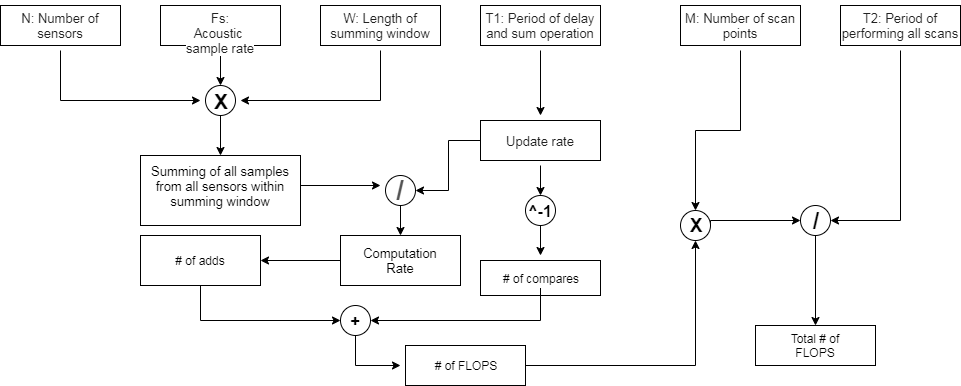 N: Number of
sensors
Fs:
Acoustic
sample rate
W: Length of
summing window
T1: Period of delay
and sum operation
M: Number of scan
points
T2: Period of
performing all scans
X
Update rate
Summing of all samples
from all sensors within
summing window
/
^-1
X
/
# of adds
Computation
Rate
# of compares
+
Total # of
FLOPS
# of FLOPS